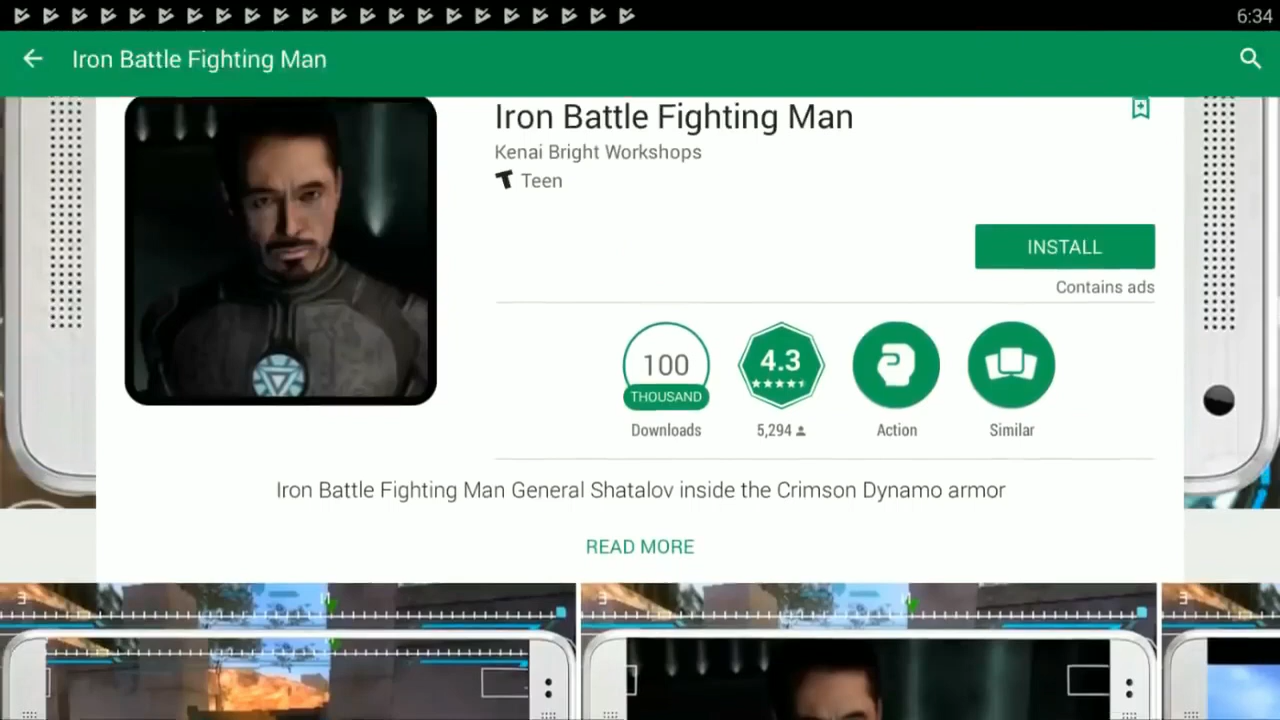 6:34
Iron Battle Fighting Man
Iron Battle Fighting Man
Kenai Bright Workshops
T Teen
INSTALL
Contains ads
100
THOUSAND
Downloads
4.3
5,294
Action
Similar
Iron Battle Fighting Man General Shatalov inside the Crimson Dynamo armor
READ MORE